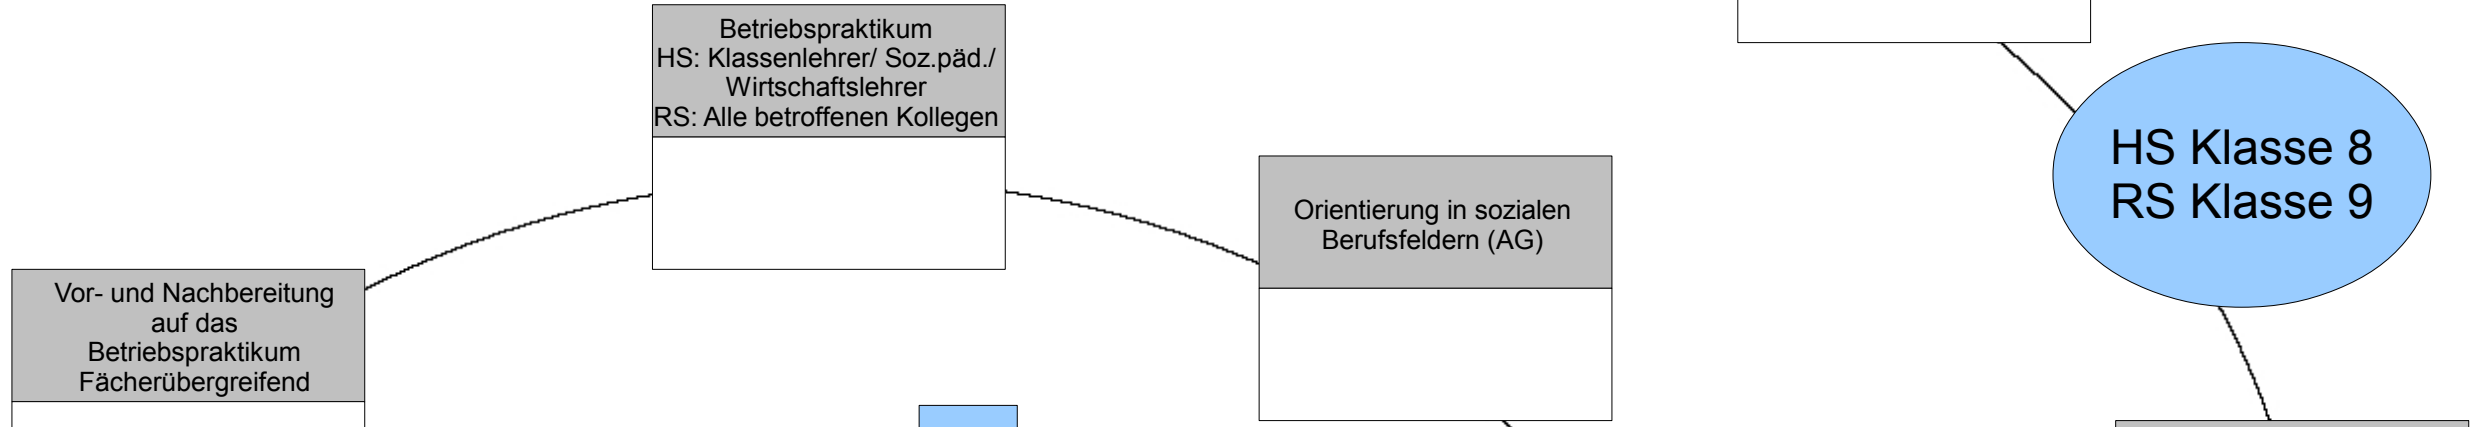 Betriebspraktikum
HS: Klassenlehrer/ Soz.päd./
Wirtschaftslehrer
RS: Alle betroffenen Kollegen
HS Klasse 8
RS Klasse 9
Orientierung in sozialen
Berufsfeldern (AG)
Vor- und Nachbereitung
auf das
Betriebspraktikum
Fächerübergreifend